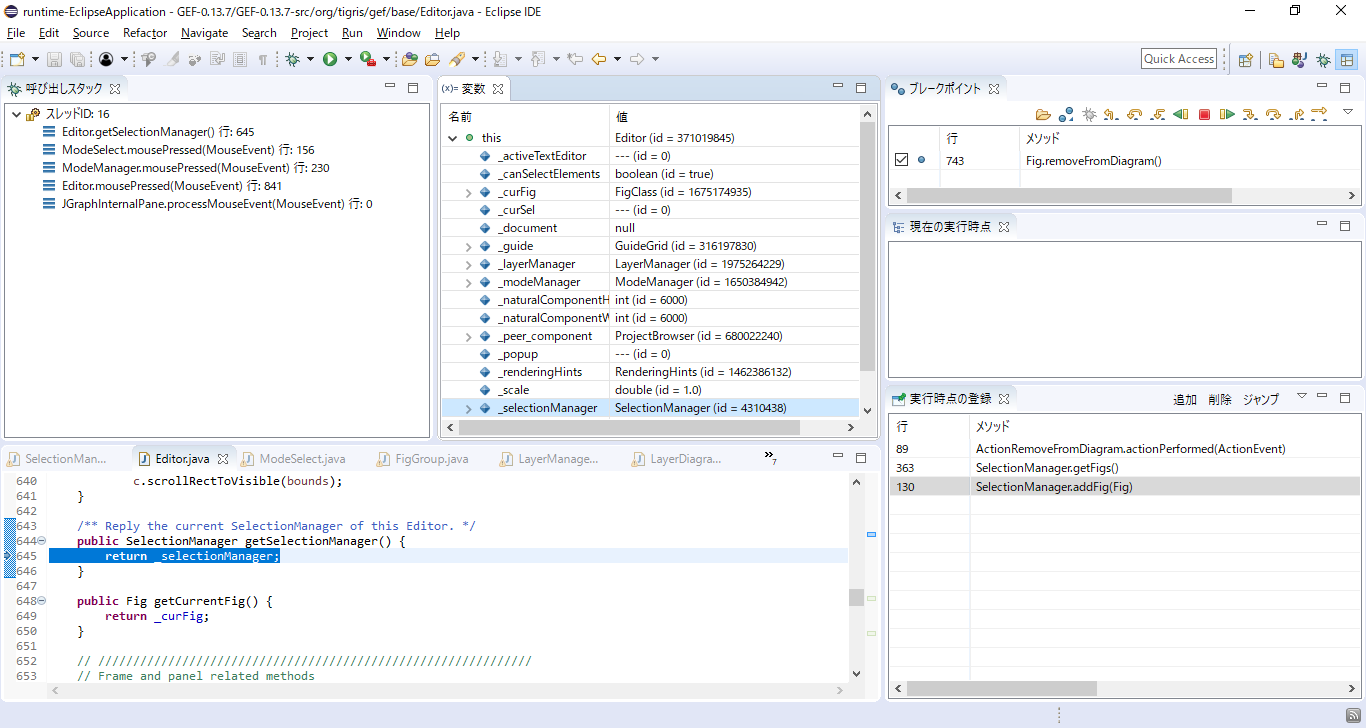 runtime-EclipseApplication - GEF-0.13.7/GEF-0.13.7-src/org/tigris/gef/base/Editor.java - Eclipse IDE
File Edit Source Refactor Navigate Search Project Run Window Help
Quick Access
呼び出しスタック
スレッドID: 16
Editor.getSelectionManager() 行: 645
ModeSelect.mousePressed(MouseEvent) 行: 156
ModeManager.mousePressed(MouseEvent) 行: 230
Editor.mousePressed(MouseEvent) 行: 841
JGraphInternalPane.processMouseEvent(MouseEvent) 行: 0
(x)= 変数
名前 値
this Editor (id = 371019845)
_activeTextEditor --- (id = 0)
_canSelectElements boolean (id = true)
_curFig FigClass (id = 1675174935)
_curSel --- (id = 0)
_document null
_guide GuideGrid (id = 316197830)
_layerManager LayerManager (id = 1975264229)
_modeManager ModeManager (id = 1650384942)
_naturalComponentH int (id = 6000)
_naturalComponentW int (id = 6000)
_peer_component ProjectBrowser (id = 680022240)
_popup --- (id = 0)
_renderingHints RenderingHints (id = 1462386132)
_scale double (id = 1.0)
_selectionManager SelectionManager (id = 4310438)
ブレークポイント
行 メソッド
743 Fig.removeFromDiagram()
現在の実行時点
実行時点の登録 追加 削除 ジャンプ
行 メソッド
89 ActionRemoveFromDiagram.actionPerformed(ActionEvent)
363 SelectionManager.getFigs()
130 SelectionManager.addFig(Fig)
SelectionMan... Editor.java ModeSelect.java FigGroup.java LayerManage... LayerDiagra... »7
640 c.scrollRectToVisible(bounds);
641 }
642
643 /** Reply the current SelectionManager of this Editor. */
644 public SelectionManager getSelectionManager() {
645 return _selectionManager;
646 }
647
648 public Fig getCurrentFig() {
649 return _curFig;
650 }
651
652 // //////////////////////////////////////////////////////////////
653 // Frame and panel related methods